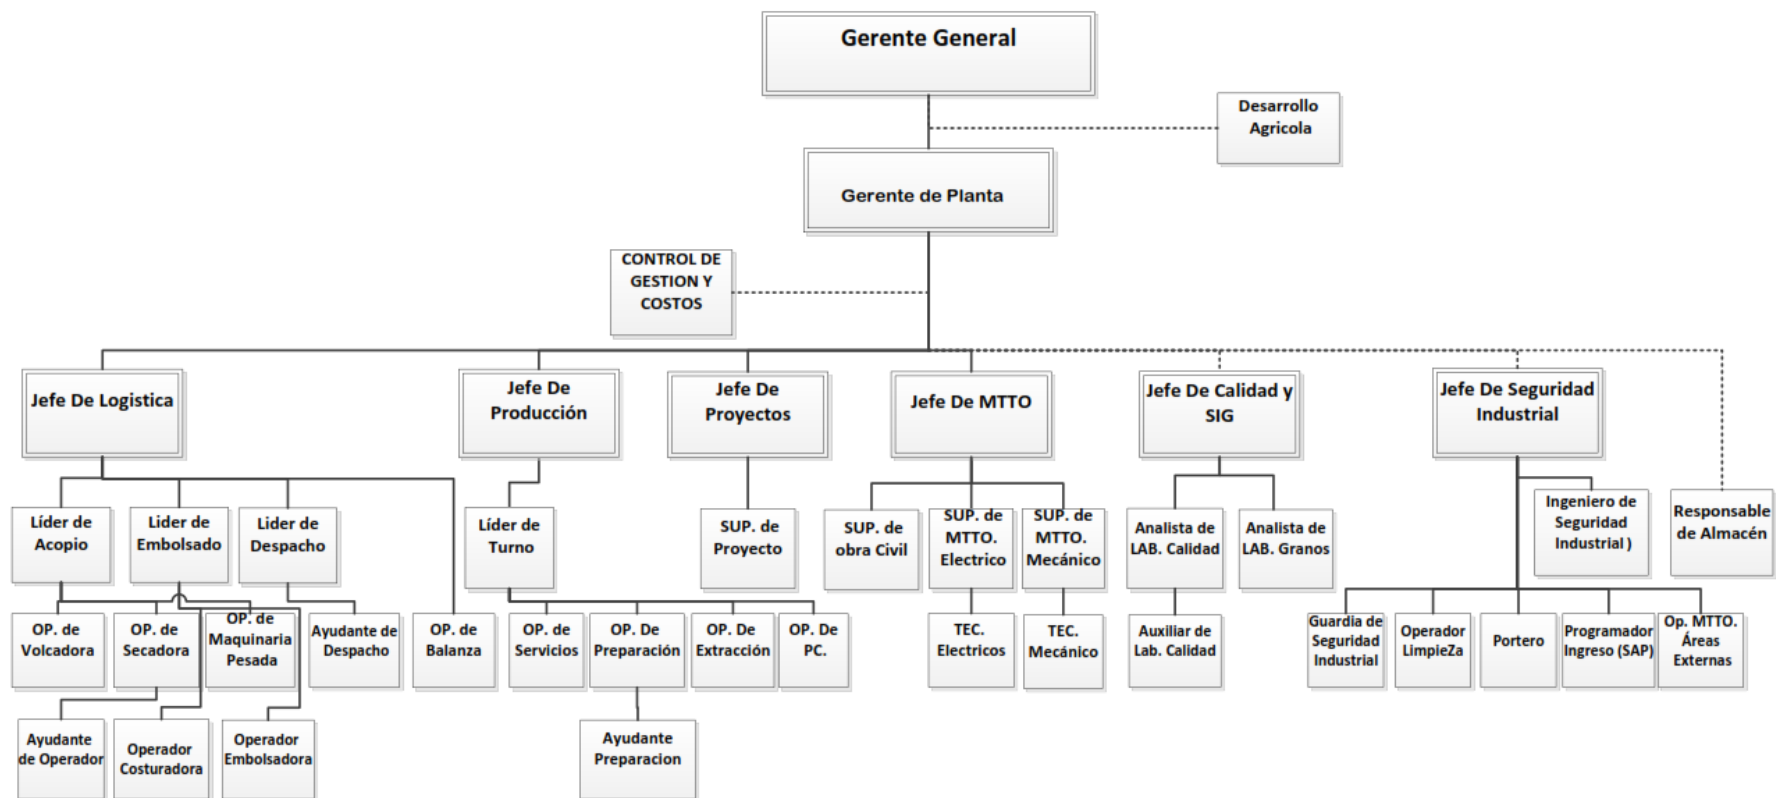 Gerente General
Desarrollo
Agricola
Gerente de Planta
CONTROL DE
GESTION Y
COSTOS
Jefe De Logistica
Jefe De
Producción
Jefe De
Proyectos
Jefe De MTTO
Jefe De Calidad y
SIG
Jefe De Seguridad
Industrial
Líder de
Acopio
Lider de
Embolsado
Lider de
Despacho
Líder de
Turno
SUP. de
Proyecto
SUP. de
obra Civil
SUP. de
MTTO.
Electrico
SUP. de
MTTO.
Mecánico
Analista de
LAB. Calidad
Analista de
LAB. Granos
Ingeniero de
Seguridad
Industrial )
Responsable
de Almacén
OP. de
Volcadora
OP. de
Secadora
OP. de
Maquinaria
Pesada
Ayudante de
Despacho
OP. de
Balanza
OP. de
Servicios
OP. De
Preparación
OP. De
Extracción
OP. De
PC.
TEC.
Electricos
TEC.
Mecánico
Auxiliar de
Lab. Calidad
Guardia de
Seguridad
Industrial
Operador
LimpieZa
Portero
Programador
Ingreso (SAP)
Op. MTTO.
Áreas
Externas
Ayudante
de Operador
Operador
Costuradora
Operador
Embolsadora
Ayudante
Preparacion